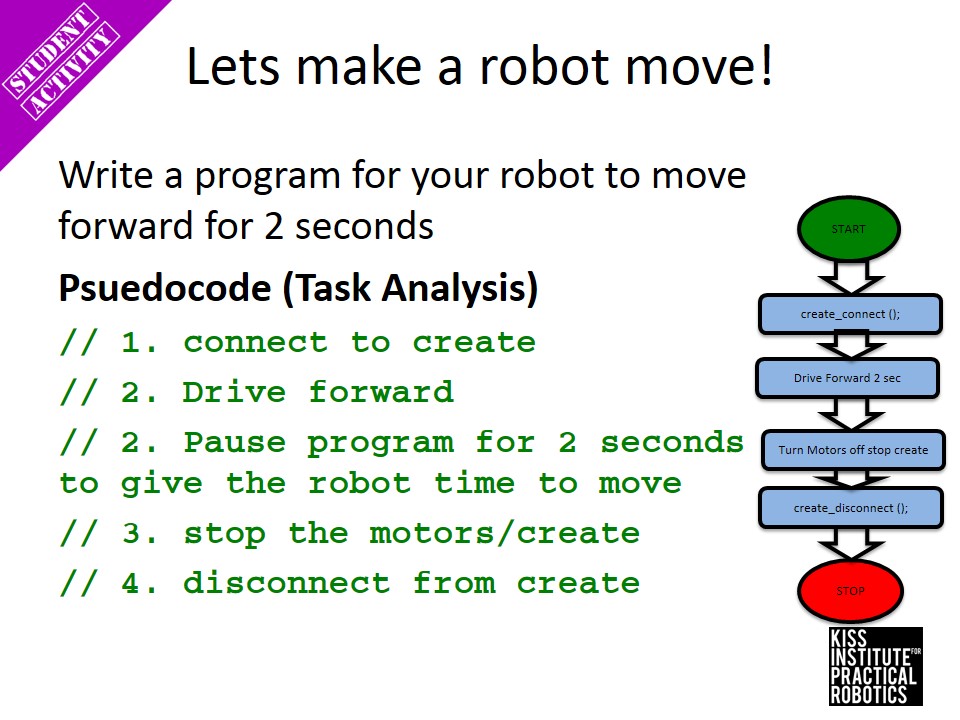 STUDENT
ACTIVITY
Lets make a robot move!
Write a program for your robot to move
forward for 2 seconds
Psuedocode (Task Analysis)
// 1. connect to create
// 2. Drive forward
// 2. Pause program for 2 seconds
to give the robot time to move
// 3. stop the motors/create
// 4. disconnect from create
START
create_connect ();
Drive Forward 2 sec
Turn Motors off stop create
create_disconnect ();
STOP
KISS
INSTITUTE FOR
PRACTICAL
ROBOTICS